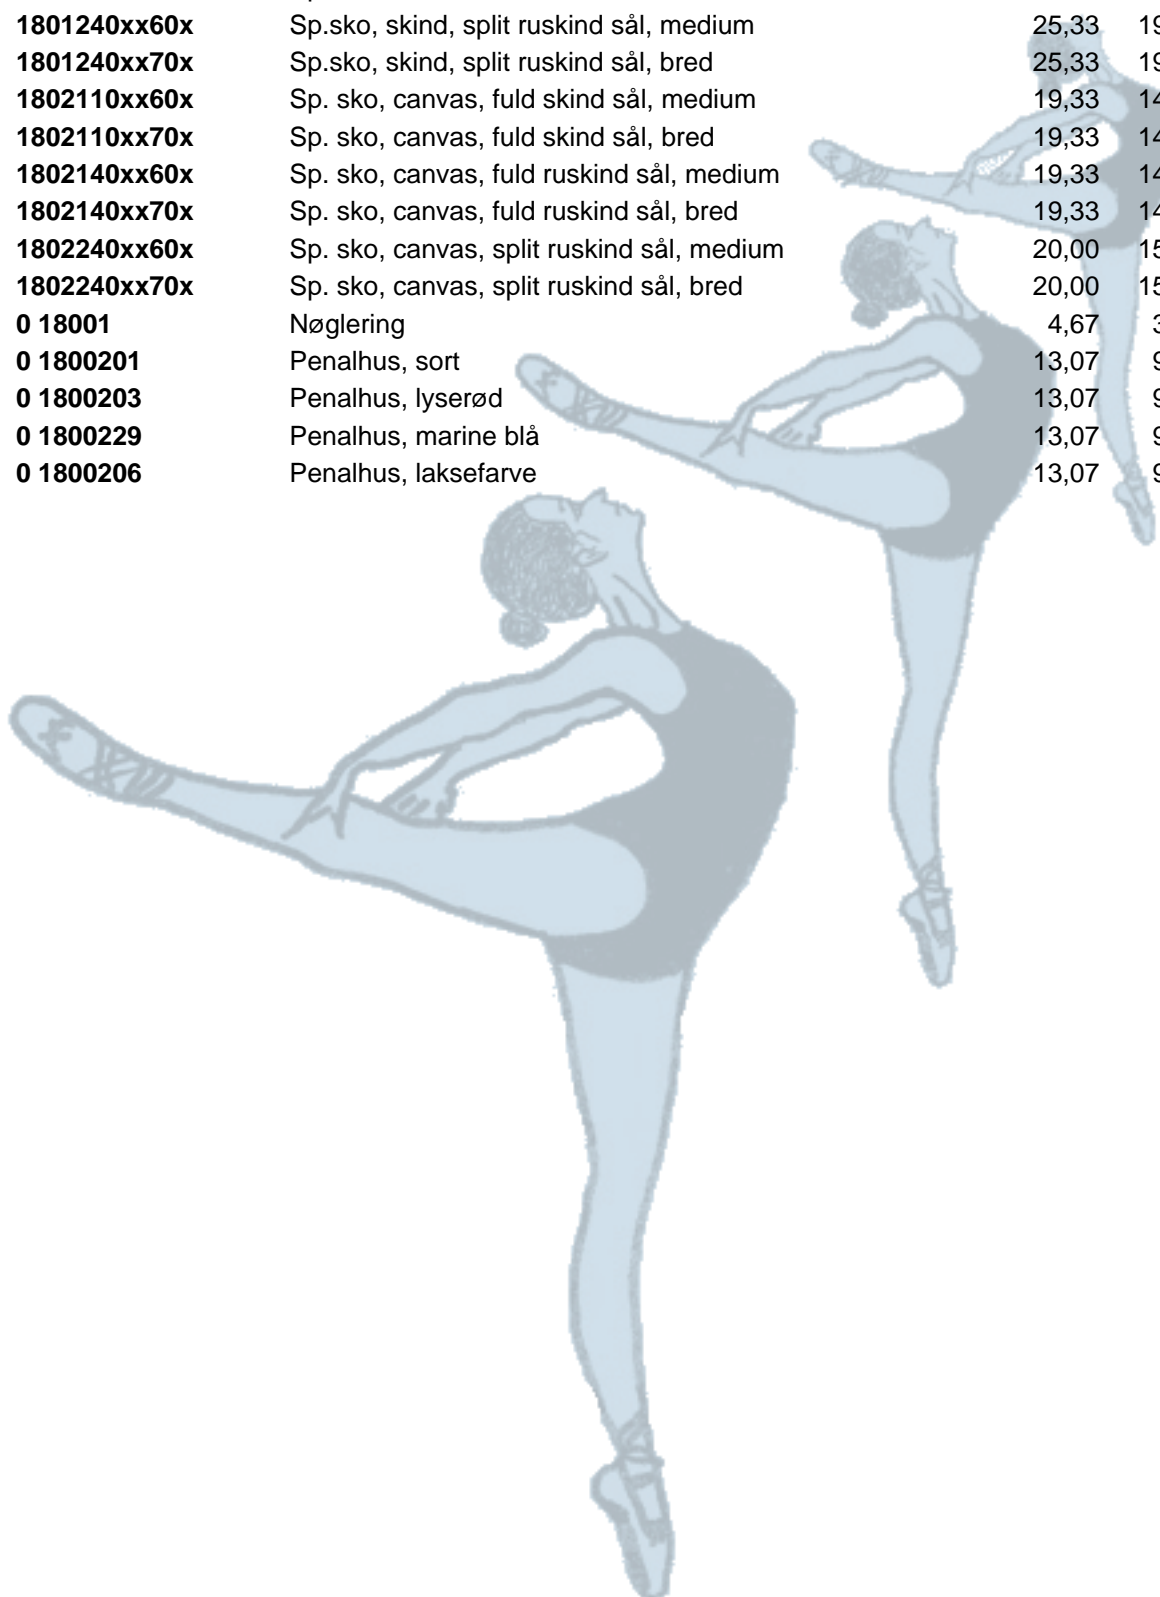 1801240xx60x Sp.sko, skind, split ruskind sål, medium 25,33
1801240xx70x Sp.sko, skind, split ruskind sål, bred 25,33
1802110xx60x Sp. sko, canvas, fuld skind sål, medium 19,33
1802110xx70x Sp. sko, canvas, fuld skind sål, bred 19,33
1802140xx60x Sp. sko, canvas, fuld ruskind sål, medium 19,33
1802140xx70x Sp. sko, canvas, fuld ruskind sål, bred 19,33
1802240xx60x Sp. sko, canvas, split ruskind sål, medium 20,00
1802240xx70x Sp. sko, canvas, split ruskind sål, bred 20,00
0 18001 Nøglering 4,67
0 1800201 Penalhus, sort 13,07
0 1800203 Penalhus, lyserød 13,07
0 1800229 Penalhus, marine blå 13,07
0 1800206 Penalhus, laksefarve 13,07